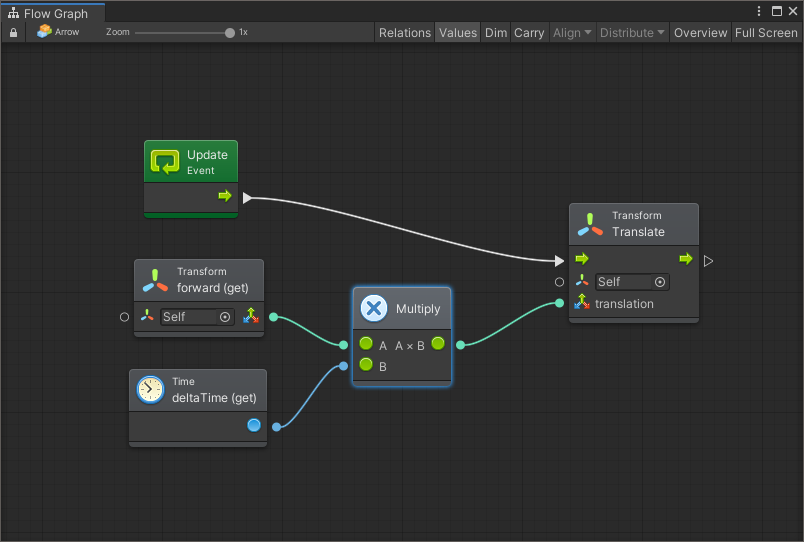 Flow Graph
Arrow
Zoom
1x
Relations
Values
Dim
Carry
Align
Distribute
Overview
Full Screen
Update
Event
Transform
Translate
Self
translation
Transform
forward (get)
Self
Multiply
A A × B
B
Time
deltaTime (get)